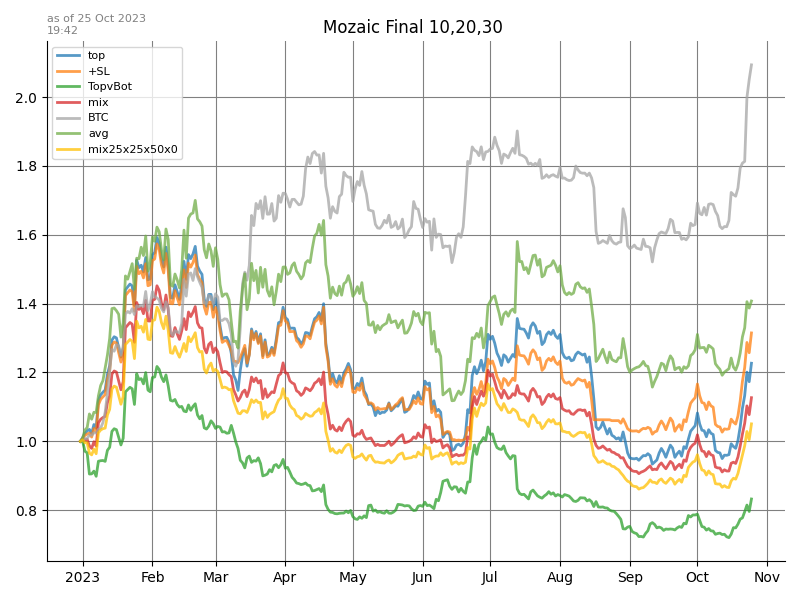 as of 25 Oct 2023
19:42
Mozaic Final 10,20,30
top
+SL
TopvBot
mix
BTC
avg
mix25x25x50x0
2.0
1.8
1.6
1.4
1.2
1.0
0.8
2023 Feb Mar Apr May Jun Jul Aug Sep Oct Nov